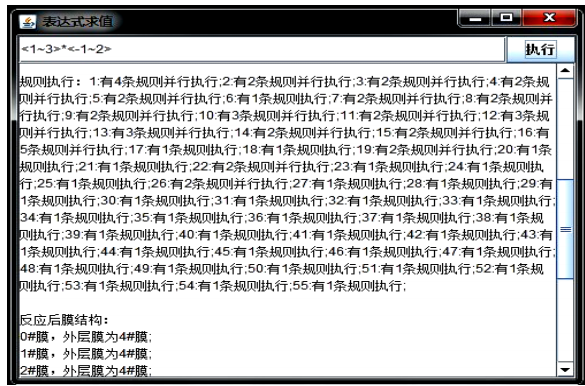 表达式求值
<1~3>*<-1~2>
执行
规则执行：1:有4条规则并行执行;2:有2条规则并行执行;3:有2条规则并行执行;4:有2条规
则并行执行;5:有2条规则并行执行;6:有1条规则执行;7:有2条规则并行执行;8:有2条规则并
行执行;9:有2条规则并行执行;10:有3条规则并行执行;11:有2条规则并行执行;12:有3条规
则并行执行;13:有3条规则并行执行;14:有2条规则并行执行;15:有2条规则并行执行;16:有
5条规则并行执行;17:有1条规则执行;18:有1条规则执行;19:有2条规则并行执行;20:有1条
规则执行;21:有1条规则执行;22:有2条规则并行执行;23:有1条规则执行;24:有1条规则执
行;25:有1条规则执行;26:有2条规则并行执行;27:有1条规则执行;28:有1条规则执行;29:有
1条规则执行;30:有1条规则执行;31:有1条规则执行;32:有1条规则执行;33:有1条规则执行;
34:有1条规则执行;35:有1条规则执行;36:有1条规则执行;37:有1条规则执行;38:有1条规
则执行;39:有1条规则执行;40:有1条规则执行;41:有1条规则执行;42:有1条规则执行;43:有
1条规则执行;44:有1条规则执行;45:有1条规则执行;46:有1条规则执行;47:有1条规则执行;
48:有1条规则执行;49:有1条规则执行;50:有1条规则执行;51:有1条规则执行;52:有1条规
则执行;53:有1条规则执行;54:有1条规则执行;55:有1条规则执行;
反应后膜结构：
0#膜，外层膜为4#膜;
1#膜，外层膜为4#膜;
2#膜，外层膜为4#膜;